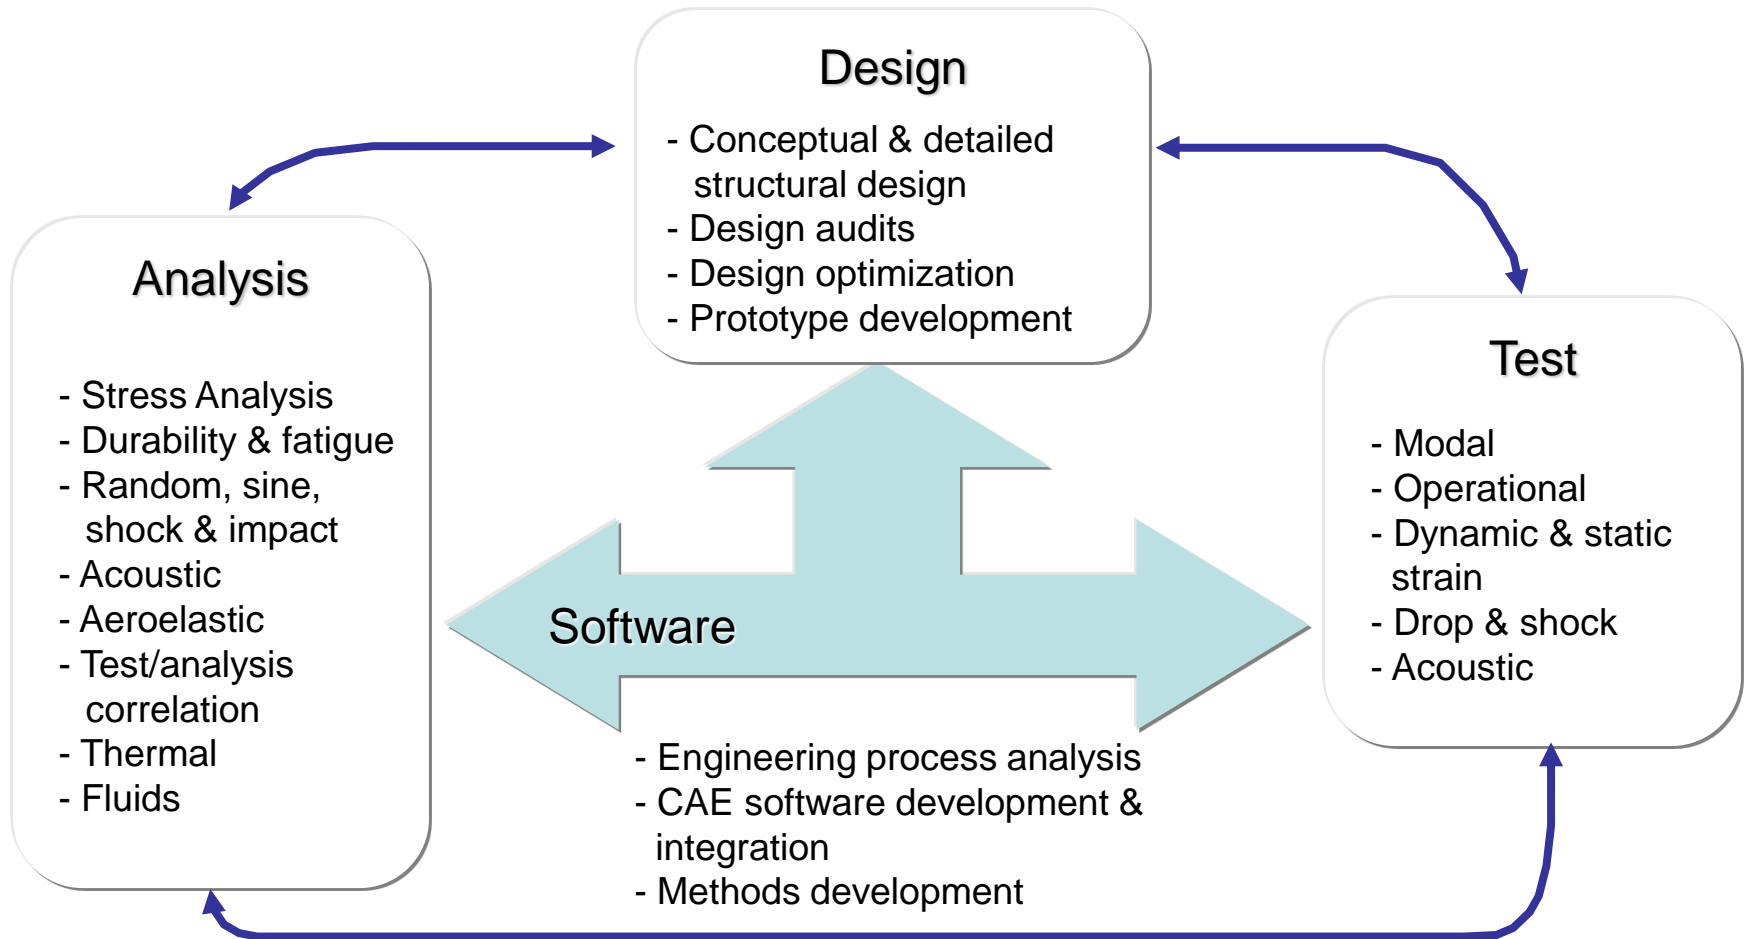 Design
- Conceptual & detailed
structural design
- Design audits
- Design optimization
- Prototype development
Analysis
- Stress Analysis
- Durability & fatigue
- Random, sine,
shock & impact
- Acoustic
- Aeroelastic
- Test/analysis
correlation
- Thermal
- Fluids
Test
- Modal
- Operational
- Dynamic & static
strain
- Drop & shock
- Acoustic
Software
- Engineering process analysis
- CAE software development &
integration
- Methods development